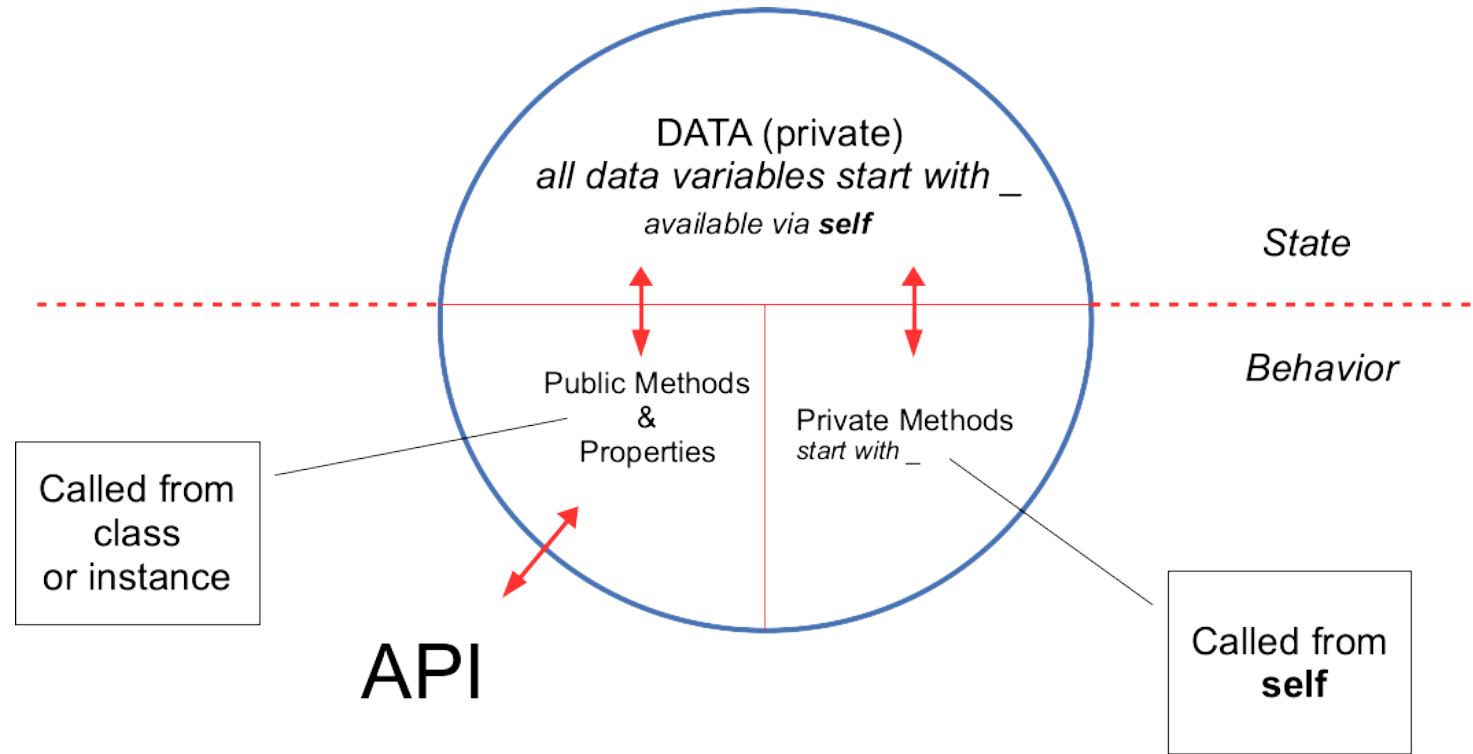 DATA (private)
all data variables start with _
available via self
State
Behavior
Public Methods
&
Properties
Private Methods
start with _
Called from
class
or instance
API
Called from
self